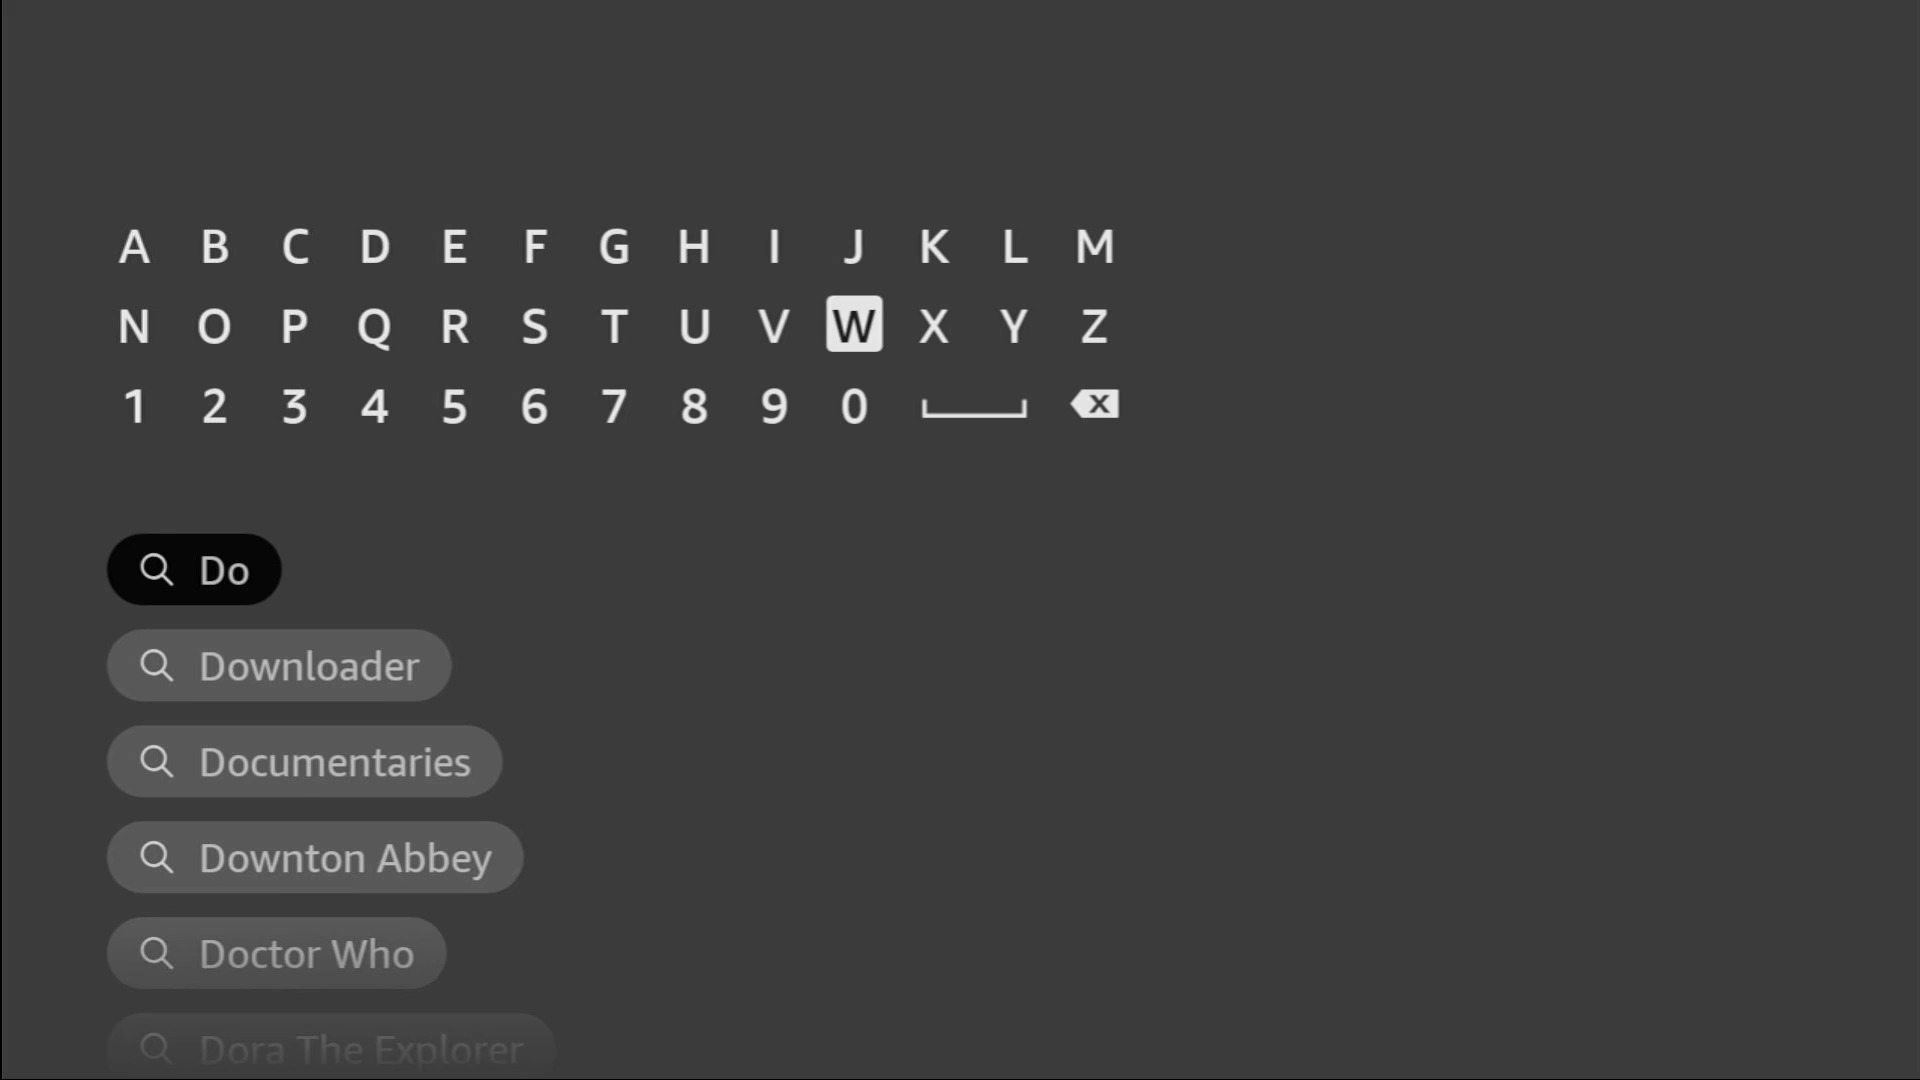 A B C D E F G H I J K L M
N O P Q R S T U V W X Y Z
1 2 3 4 5 6 7 8 9 0
Do
Downloader
Documentaries
Downton Abbey
Doctor Who
Dora The Explorer